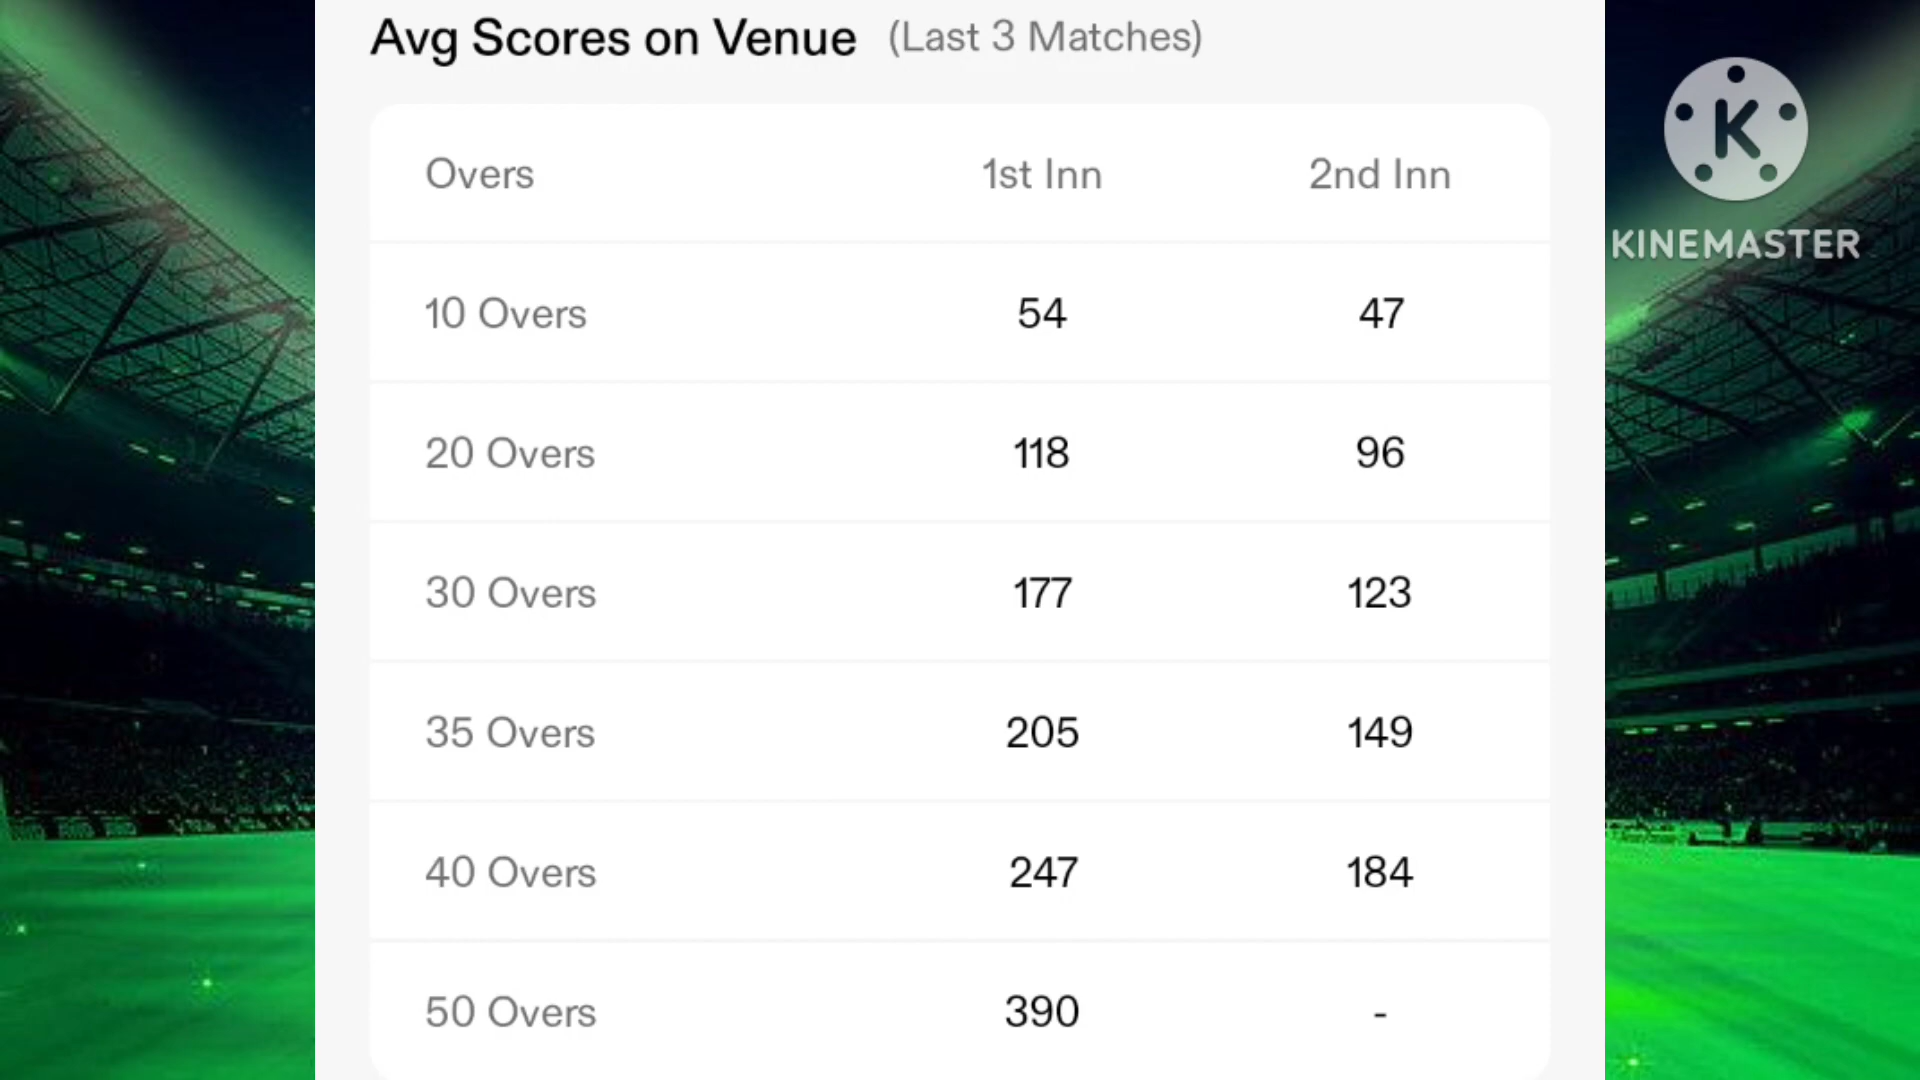 Avg Scores on Venue (Last 3 Matches)
Overs 1st Inn 2nd Inn
10 Overs 54 47
20 Overs 118 96
30 Overs 177 123
35 Overs 205 149
40 Overs 247 184
50 Overs 390 -
K
KINEMASTER